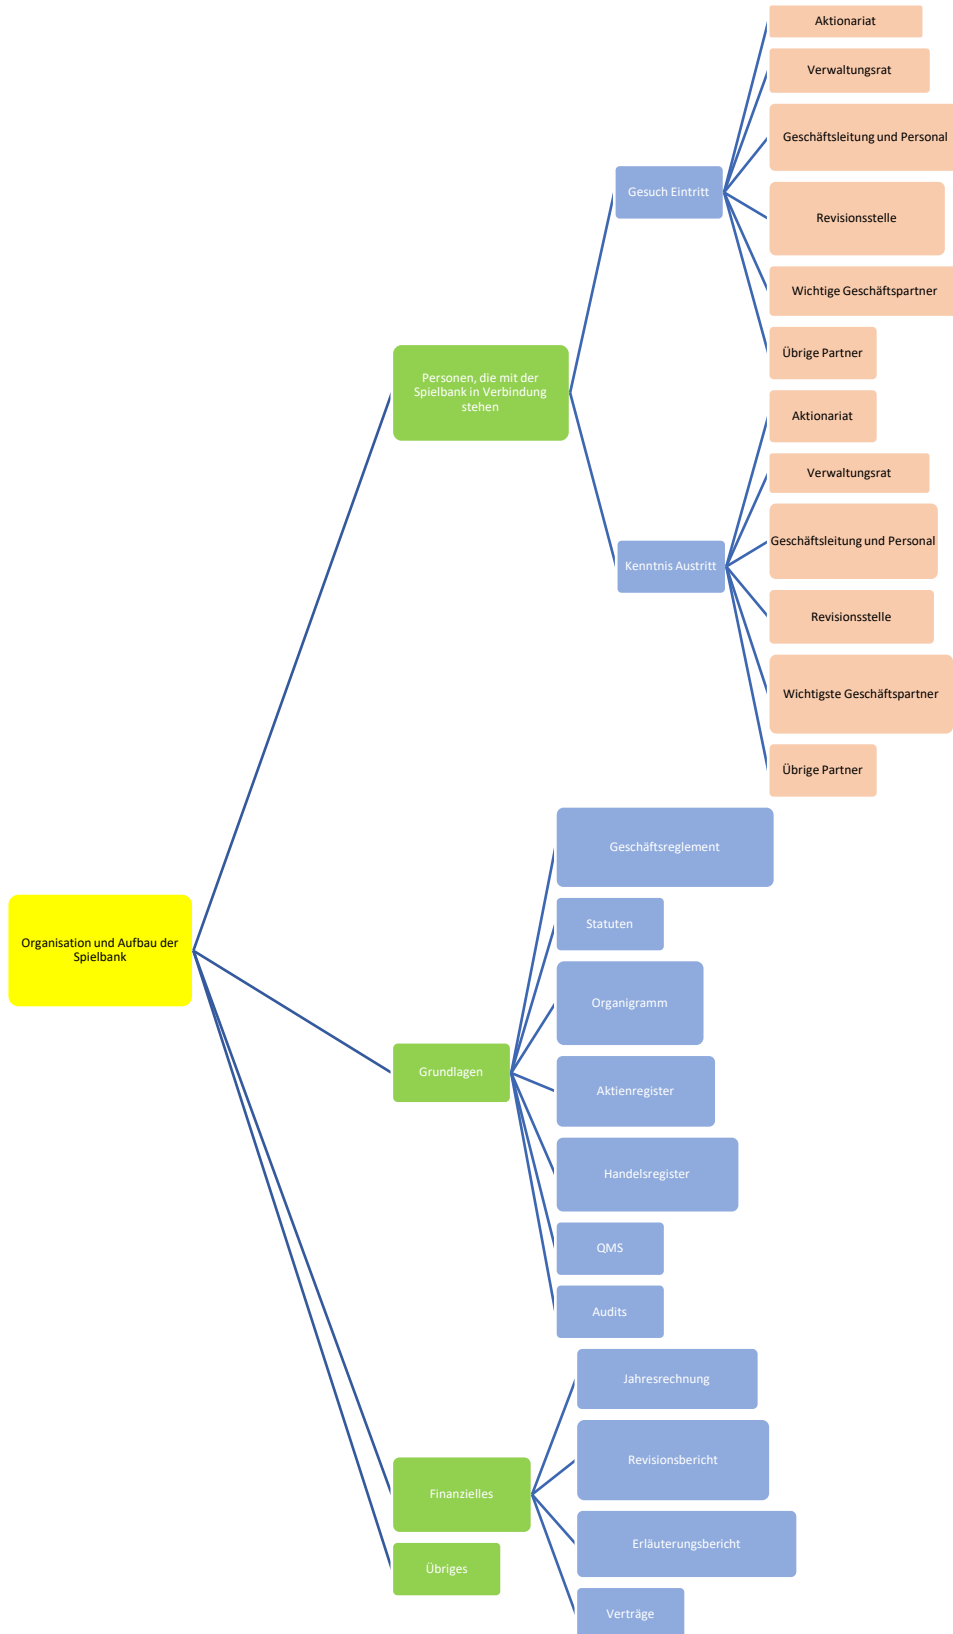 Organisation und Aufbau der
Spielbank
Personen, die mit der
Spielbank in Verbindung
stehen
Gesuch Eintritt
Aktionariat
Verwaltungsrat
Geschäftsleitung und Personal
Revisionsstelle
Wichtige Geschäftspartner
Übrige Partner
Kenntnis Austritt
Aktionariat
Verwaltungsrat
Geschäftsleitung und Personal
Revisionsstelle
Wichtigste Geschäftspartner
Übrige Partner
Grundlagen
Geschäftsreglement
Statuten
Organigramm
Aktienregister
Handelsregister
QMS
Audits
Finanzielles
Jahresrechnung
Revisionsbericht
Erläuterungsbericht
Verträge
Übriges